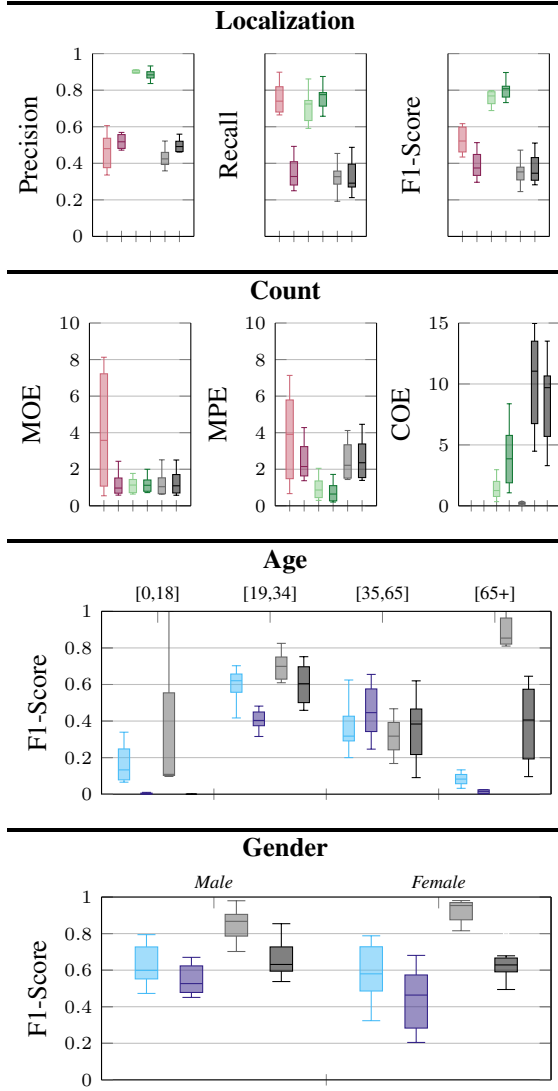 Localization
Precision
1
0.8
0.6
0.4
0.2
0
Recall
F1-Score
Count
MOE
10
8
6
4
2
0
MPE
10
8
6
4
2
0
COE
15
10
5
0
Age
[0,18] [19,34] [35,65] [65+]
F1-Score
1
0.8
0.6
0.4
0.2
0
Gender
Male Female
F1-Score
1
0.8
0.6
0.4
0.2
0